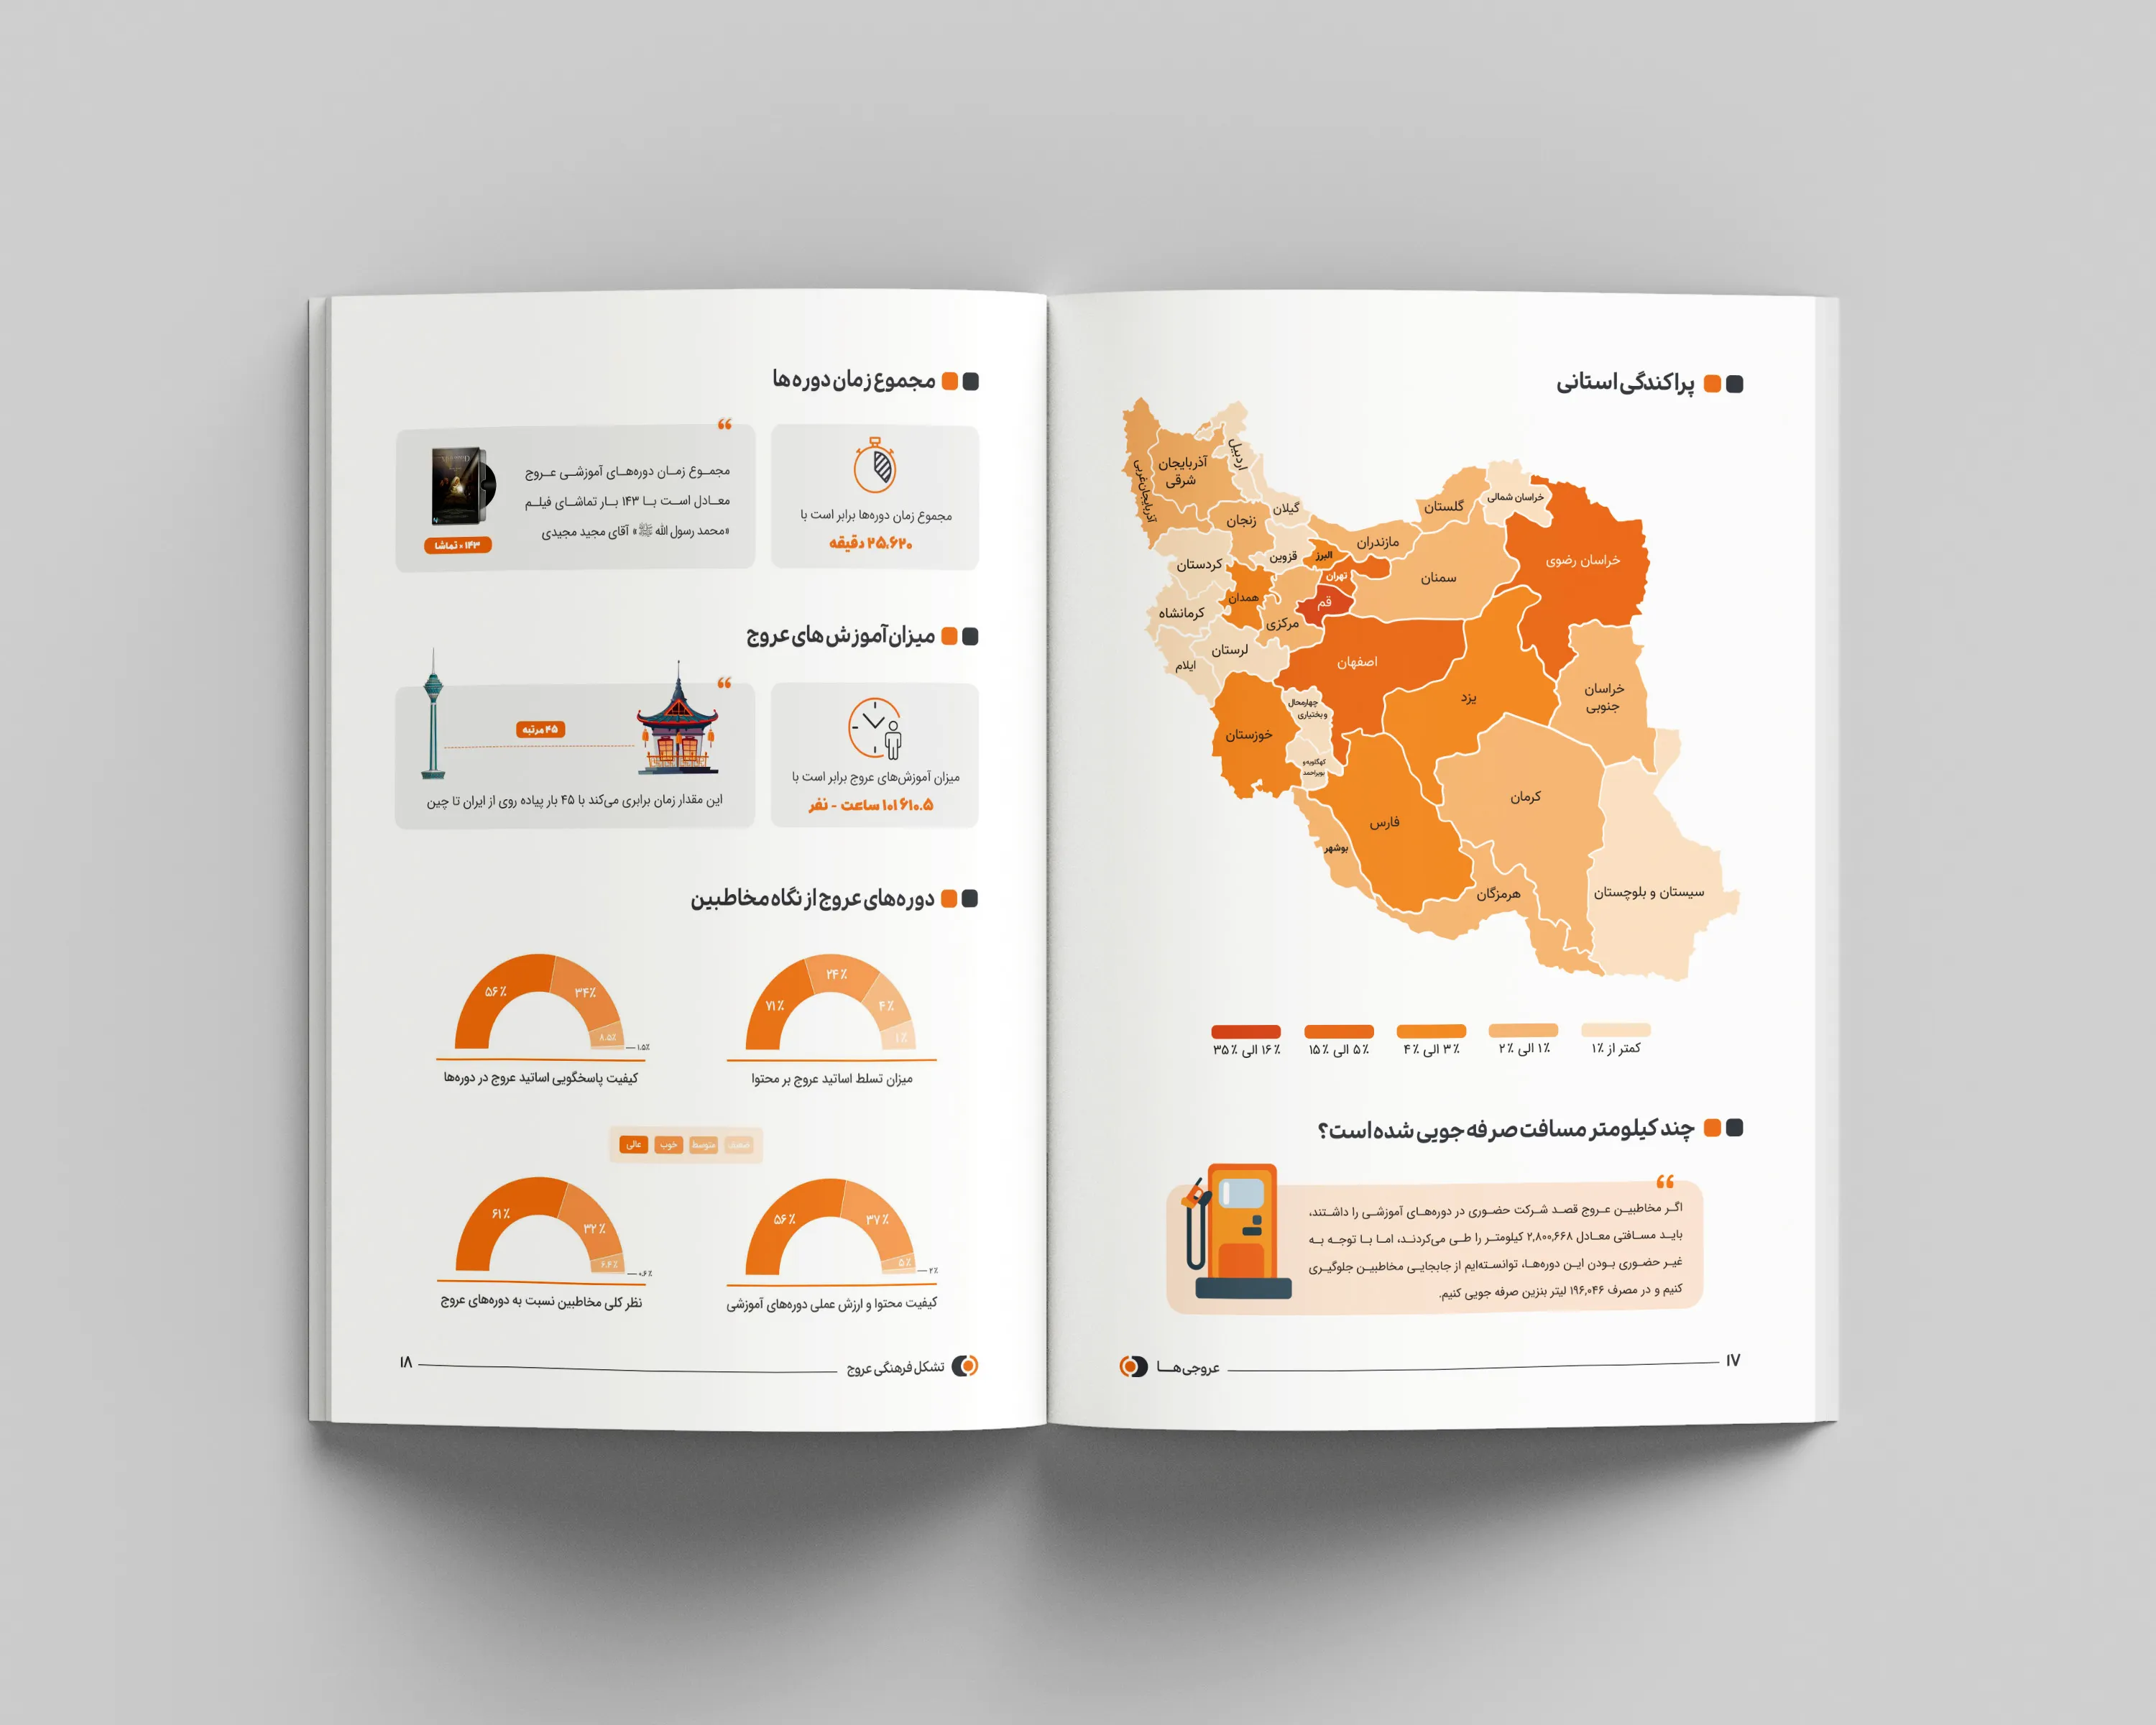 پراکندگی استانی
آذربایجان غربی
آذربایجان
شرقی
اردبیل
گیلان
زنجان
کردستان
قزوین
البرز
مازندران
گلستان
خراسان شمالی
خراسان رضوی
سمنان
تهران
قم
همدان
مرکزی
کرمانشاه
لرستان
ایلام
اصفهان
یزد
خراسان
جنوبی
خوزستان
چهارمحال
و بختیاری
کهگلویه و
بویراحمد
فارس
کرمان
بوشهر
هرمزگان
سیستان و بلوچستان
کمتر از ۱٪
۱٪ الی ۲٪
۳٪ الی ۴٪
۵٪ الی ۱۵٪
۱۶٪ الی ۳۵٪
چند کیلومتر مسافت صرفه جویی شده است؟
اگر مخاطبین عروج قصد شرکت حضوری در دوره‌های آموزشی را داشتند،
باید مسافتی معادل ۲,۸۰۰,۶۶۸ کیلومتر را طی می‌کردند، اما با توجه به
غیر حضوری بودن این دوره‌ها، توانسته‌ایم از جابجایی مخاطبین جلوگیری
کنیم و در مصرف ۱۹۶,۰۴۶ لیتر بنزین صرفه جویی کنیم.
۱۷
عروجی‌ها
مجموع زمان دوره ها
مجموع زمان دوره‌ها برابر است با
۲۵,۶۲۰ دقیقه
مجموع زمان دوره‌های آموزشی عروج
معادل است با ۱۴۳ بار تماشای فیلم
«محمد رسول الله ﷺ» آقای مجید مجیدی
۱۴۳ × تماشا
میزان آموزش های عروج
میزان آموزش‌های عروج برابر است با
۱۰۱۶۱۰.۵ ساعت - نفر
۴۵ مرتبه
این مقدار زمان برابری می‌کند با ۴۵ بار پیاده روی از ایران تا چین
دوره‌های عروج از نگاه مخاطبین
۷۱٪
۲۴٪
۴٪
۱٪
میزان تسلط اساتید عروج بر محتوا
۵۶٪
۳۴٪
۸.۵٪
۱.۵٪
کیفیت پاسخگویی اساتید عروج در دوره‌ها
ضعیف
متوسط
خوب
عالی
۵۶٪
۳۷٪
۵٪
۲٪
کیفیت محتوا و ارزش عملی دوره‌های آموزشی
۶۱٪
۳۲٪
۶.۴٪
۰.۶٪
نظر کلی مخاطبین نسبت به دوره‌های عروج
تشکل فرهنگی عروج
۱۸